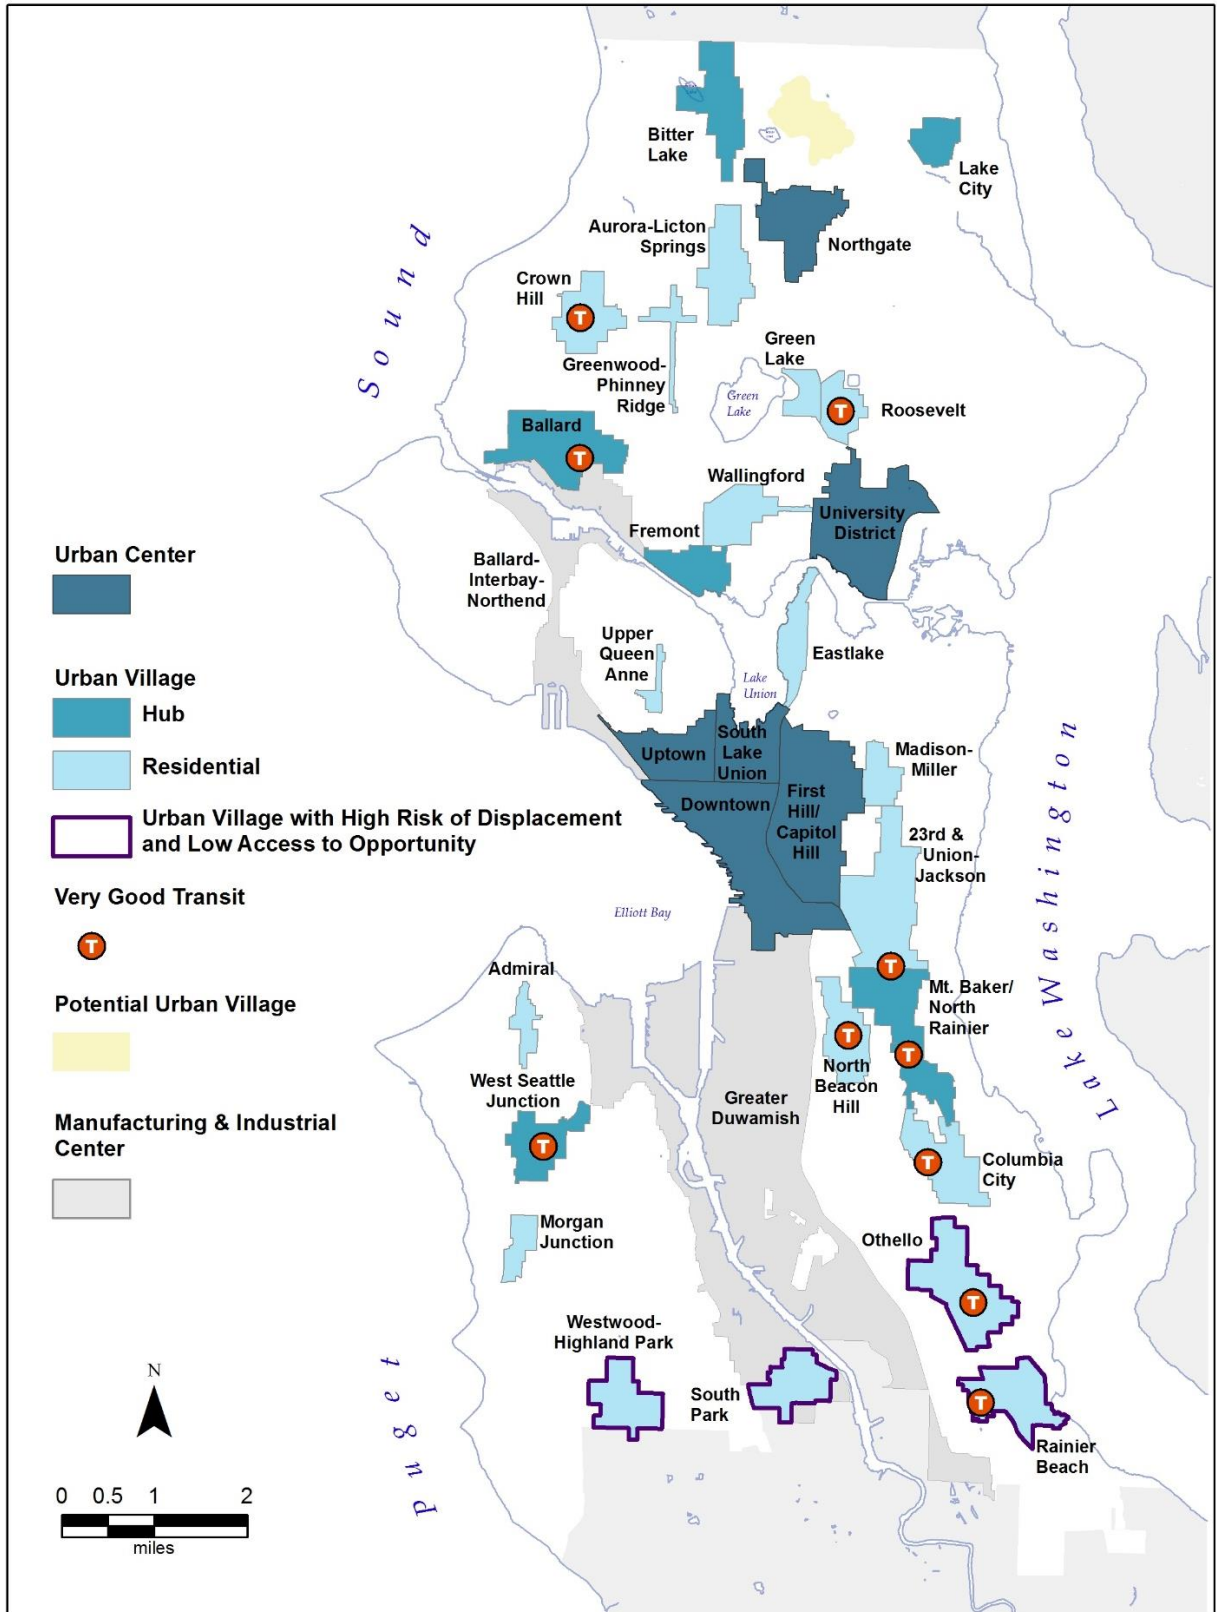 Bitter
Lake
Lake
City
Northgate
Aurora-Licton
Springs
Crown
Hill
T
Greenwood-
Phinney
Ridge
Green
Lake
Green
Lake
T
Roosevelt
Ballard
T
Wallingford
University
District
Fremont
Ballard-
Interbay-
Northend
Upper
Queen
Anne
Eastlake
Lake
Union
Uptown
South
Lake
Union
Downtown
First
Hill/
Capitol
Hill
Madison-
Miller
23rd &
Union-
Jackson
Elliott Bay
T
Mt. Baker/
North
Rainier
T
T
North
Beacon
Hill
Admiral
West Seattle
Junction
T
Greater
Duwamish
T
Columbia
City
Morgan
Junction
Othello
T
Westwood-
Highland Park
South
Park
T
Rainier
Beach
Puget
Sound
Lake Washington
Urban Center
Urban Village
Hub
Residential
Urban Village with High Risk of Displacement
and Low Access to Opportunity
Very Good Transit
T
Potential Urban Village
Manufacturing & Industrial
Center
N
0 0.5 1 2
miles